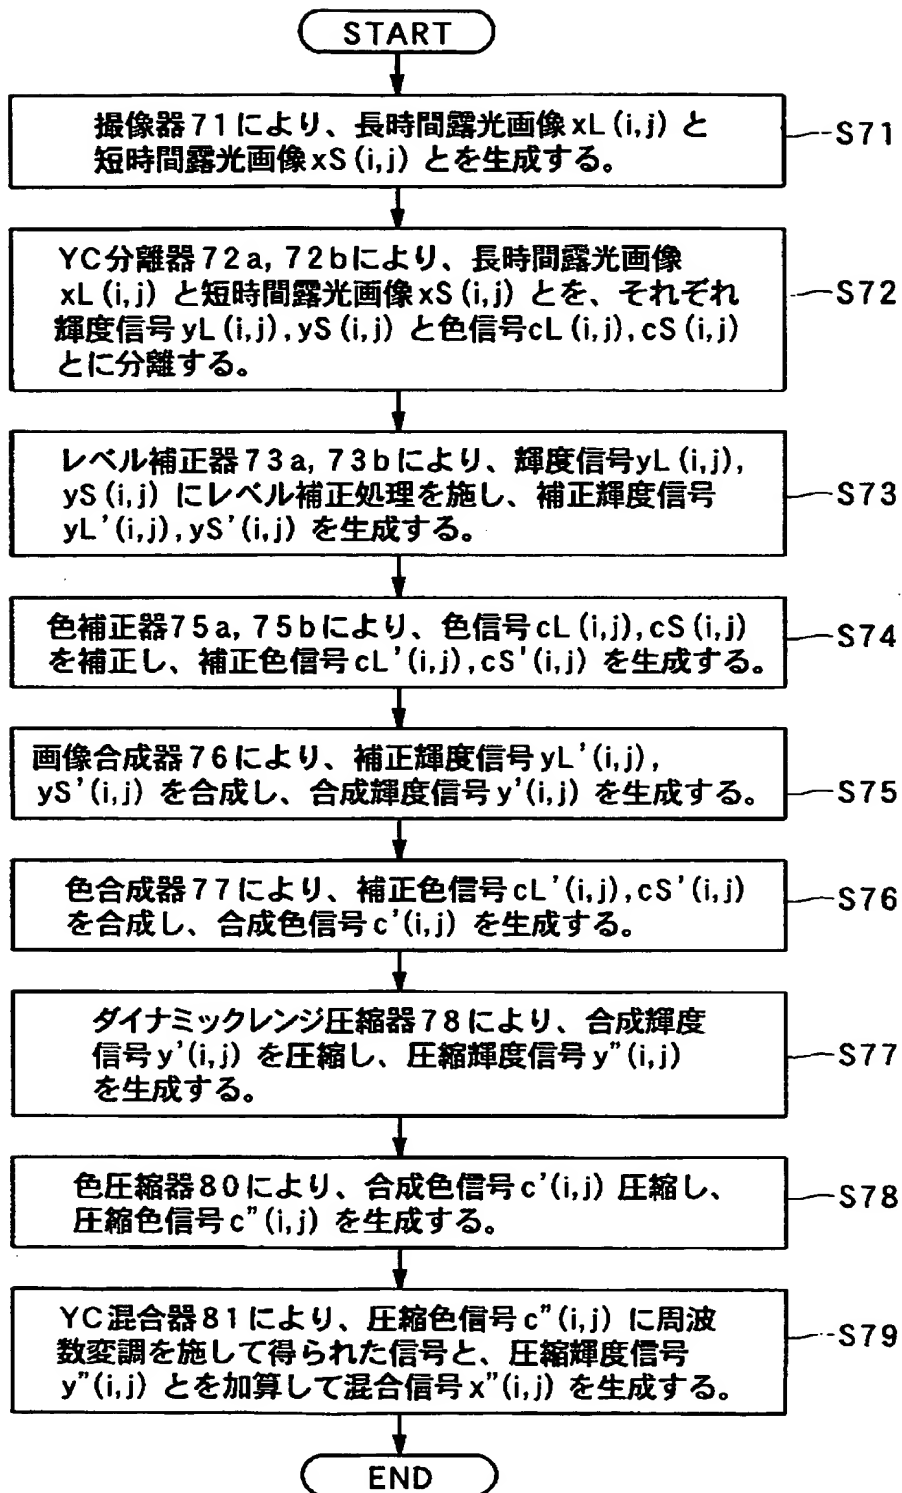 START
撮像器71により、長時間露光画像xL(i,j)と
短時間露光画像xS(i,j)とを生成する。
S71
YC分離器72a,72bにより、長時間露光画像
xL(i,j)と短時間露光画像xS(i,j)とを、それぞれ
輝度信号yL(i,j),yS(i,j)と色信号cL(i,j),cS(i,j)
とに分離する。
S72
レベル補正器73a,73bにより、輝度信号yL(i,j),
yS(i,j)にレベル補正処理を施し、補正輝度信号
yL'(i,j),yS'(i,j)を生成する。
S73
色補正器75a,75bにより、色信号cL(i,j),cS(i,j)
を補正し、補正色信号cL'(i,j),cS'(i,j)を生成する。
S74
画像合成器76により、補正輝度信号yL'(i,j),
yS'(i,j)を合成し、合成輝度信号y'(i,j)を生成する。
S75
色合成器77により、補正色信号cL'(i,j),cS'(i,j)
を合成し、合成色信号c'(i,j)を生成する。
S76
ダイナミックレンジ圧縮器78により、合成輝度
信号y'(i,j)を圧縮し、圧縮輝度信号y"(i,j)
を生成する。
S77
色圧縮器80により、合成色信号c'(i,j)圧縮し、
圧縮色信号c"(i,j)を生成する。
S78
YC混合器81により、圧縮色信号c"(i,j)に周波
数変調を施して得られた信号と、圧縮輝度信号
y"(i,j)とを加算して混合信号x"(i,j)を生成する。
S79
END